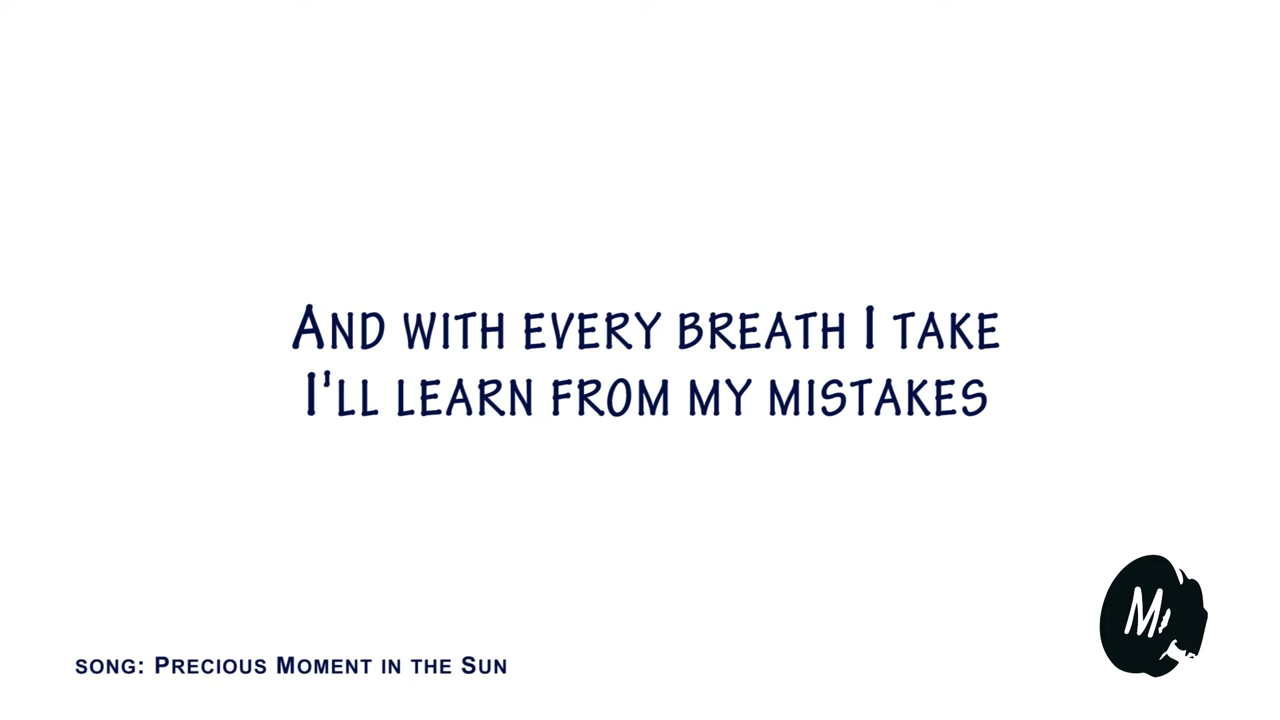 And with every breath I take
I'll learn from my mistakes
song: Precious Moment in the Sun
M